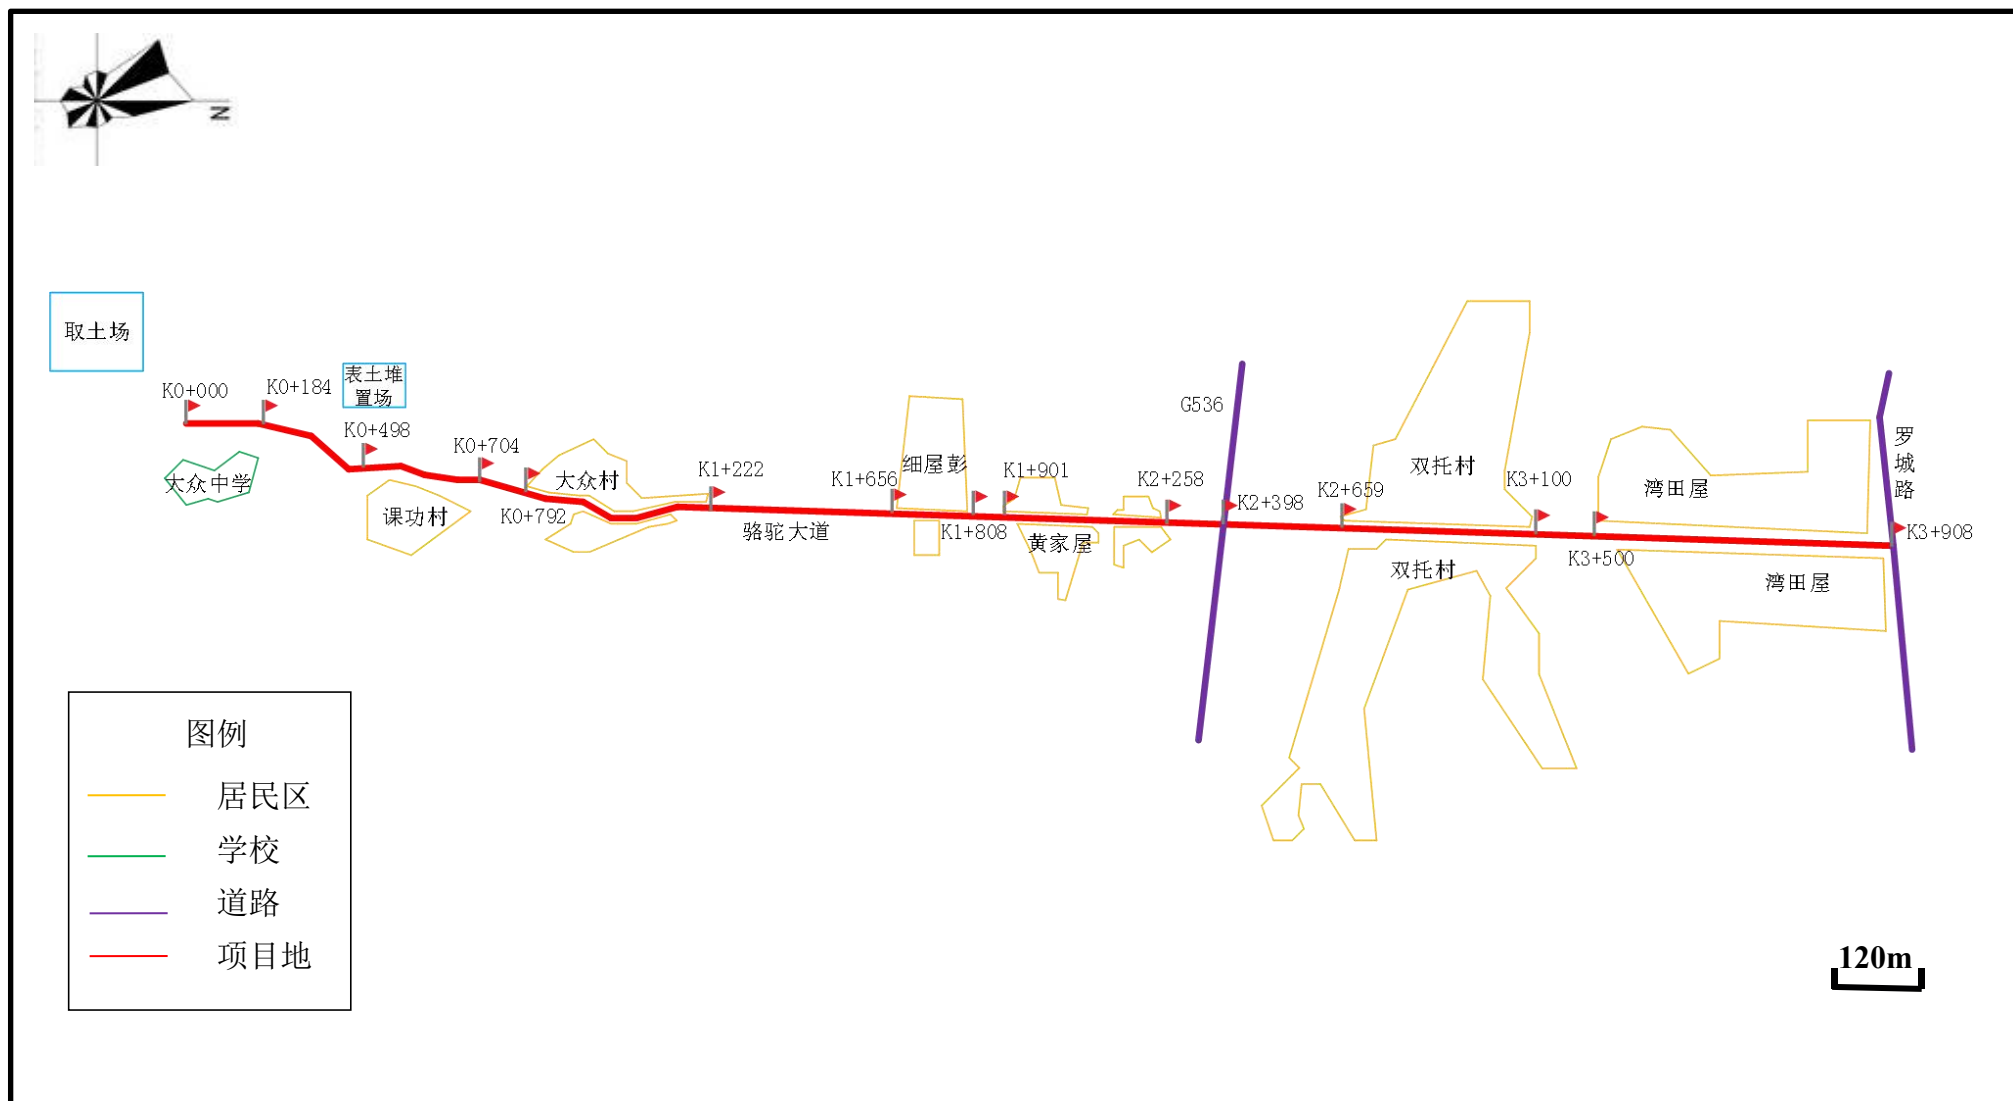 N
取土场
K0+000
K0+184
表土堆
置场
K0+498
大众中学
课功村
K0+704
K0+792
大众村
K1+222
骆驼大道
K1+656
细屋彭
K1+808
K1+901
黄家屋
K2+258
G536
K2+398
K2+659
双托村
双托村
K3+100
K3+500
湾田屋
湾田屋
罗城路
K3+908
图例
居民区
学校
道路
项目地
120m